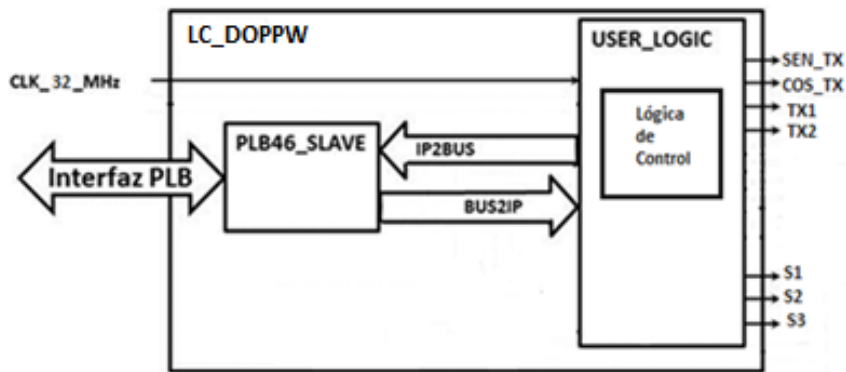 LC_DOPPW
USER_LOGIC
SEN_TX
CLK_32_MHz
COS_TX
TX1
TX2
Lógica
de
Control
PLB46_SLAVE
IP2BUS
Interfaz PLB
BUS2IP
S1
S2
S3